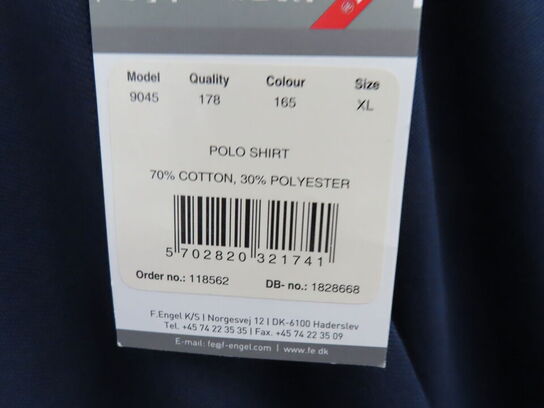 Model Quality Colour Size
9045 178 165 XL
POLO SHIRT
70% COTTON, 30% POLYESTER
5 702820 321741
Order no.: 118562 DB- no.: 1828668
F.Engel K/S | Norgesvej 12 | DK-6100 Haderslev
Tel. +45 74 22 35 35 | Fax. +45 74 22 35 09
E-mail: fe@f-engel.com | www.fe.dk